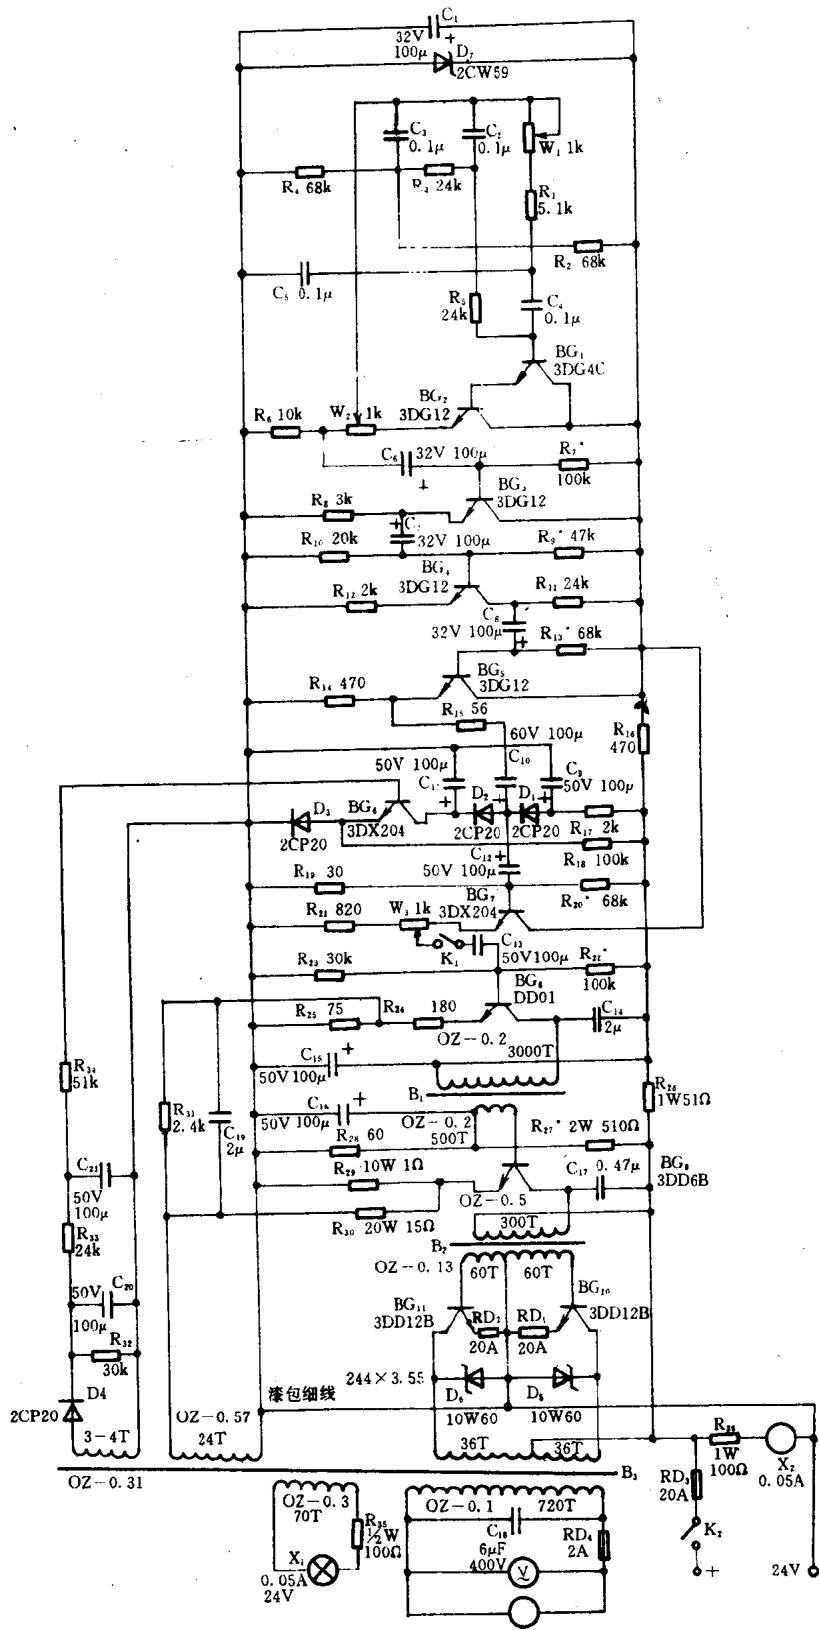 C₁
32V
100μ
D₇
2CW59
C₃
0.1μ
C₂
0.1μ
W₁ 1k
R₄ 68k
R₃ 24k
R₁
5.1k
R₂ 68k
C₅ 0.1μ
R₅
24k
C₄
0.1μ
BG₁
3DG4C
BG₂
3DG12
R₆ 10k
W₂ 1k
C₆ 32V 100μ
R₇*
100k
BG₃
3DG12
R₈ 3k
32V 100μ
R₁₀ 20k
R₉* 47k
BG₄
3DG12
R₁₂ 2k
R₁₁ 24k
C₈
32V 100μ
R₁₃* 68k
BG₅
3DG12
R₁₄ 470
R₁₅ 56
R₁₆
470
60V 100μ
50V
100μ
C₁₁
C₁₀
C₉
50V 100μ
D₃
2CP20
BG₆
3DX204
D₂
2CP20
D₁
2CP20
R₁₇ 2k
R₁₈ 100k
C₁₂
50V 100μ
R₁₉ 30
R₂₀* 68k
BG₇
3DX204
R₂₁ 820
W₃ 1k
K₁
C₁₃
50V100μ
R₂₃ 30k
100k
BG₈
DD01
R₂₅
75
R₂₄
180
C₁₄
2μ
OZ-0.2
3000T
C₁₅
50V100μ
B₁
R₃₄
51k
R₃₁
2.4k
C₁₉
2μ
R₂₆
1W51Ω
C₁₆
50V 100μ
OZ-0.2
500T
R₂₇* 2W 510Ω
R₂₈ 60
R₂₉ 10W 1Ω
C₁₇ 0.47μ
BG₉
3DD6B
OZ-0.5
300T
R₃₀ 20W 15Ω
C₂₁
50V
100μ
R₃₃
24k
B₂
OZ-0.13
60T
60T
C₂₀
50V
100μ
R₃₂
30k
BG₁₁
3DD12B
RD₂
20A
RD₁
20A
BG₁₀
3DD12B
244×3.55
D₆
10W60
D₅
10W60
漆包细线
D4
2CP20
3-4T
OZ-0.57
24T
36T
36T
1W
100Ω
X₂
0.05A
OZ-0.31
B₃
RD₃
20A
K₂
+
24V
OZ-0.3
70T
R₃₅
½W
100Ω
X₁
0.05A
24V
OZ-0.1
720T
C₁₈
6μF
400V
V
RD₄
2A